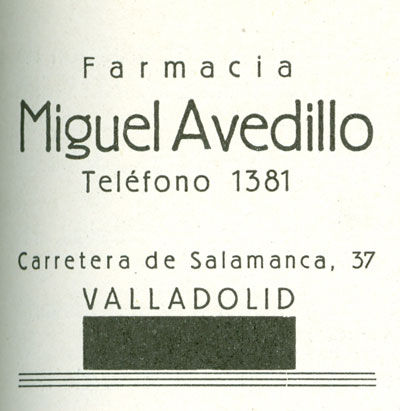 Farmacia
Miguel Avedillo
Teléfono 1381
Carretera de Salamanca, 37
VALLADOLID